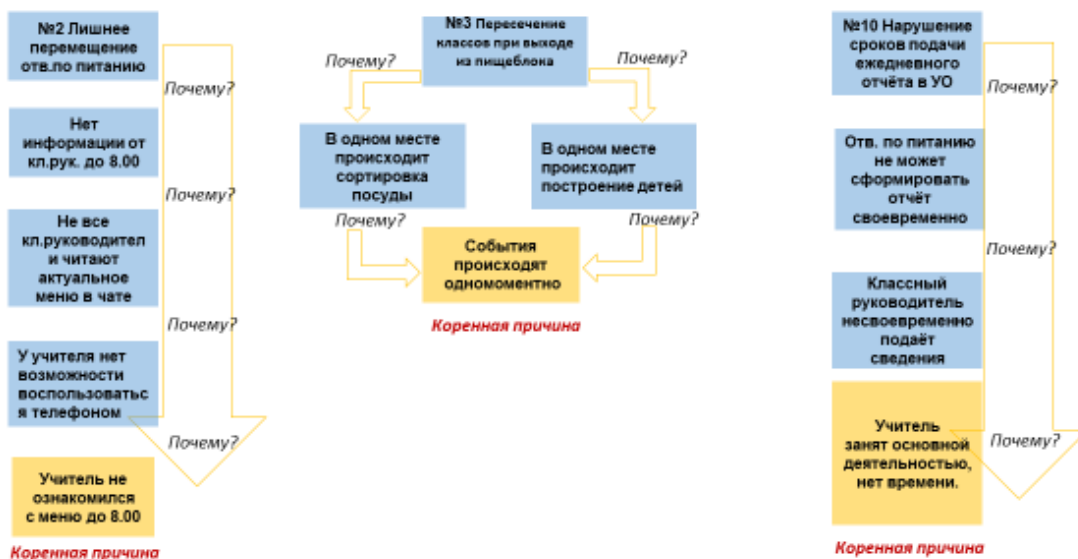 №2 Лишнее
перемещение
отв.по питанию
Почему?
Нет
информации от
кл.рук. до 8.00
Почему?
Не все
кл.руководител
и читают
актуальное
меню в чате
Почему?
У учителя нет
возможности
воспользоватьс
я телефоном
Почему?
Учитель не
ознакомился
с меню до 8.00
Коренная причина
№3 Пересечение
классов при выходе
из пищеблока
Почему?
Почему?
В одном месте
происходит
сортировка
посуды
В одном месте
происходит
построение детей
Почему?
Почему?
События
происходят
одномоментно
Коренная причина
№10 Нарушение
сроков подачи
ежедневного
отчёта в УО
Почему?
Отв. по питанию
не может
сформировать
отчёт
своевременно
Почему?
Классный
руководитель
несвоевременно
подаёт
сведения
Учитель
занят основной
деятельностью,
нет времени.
Почему?
Коренная причина